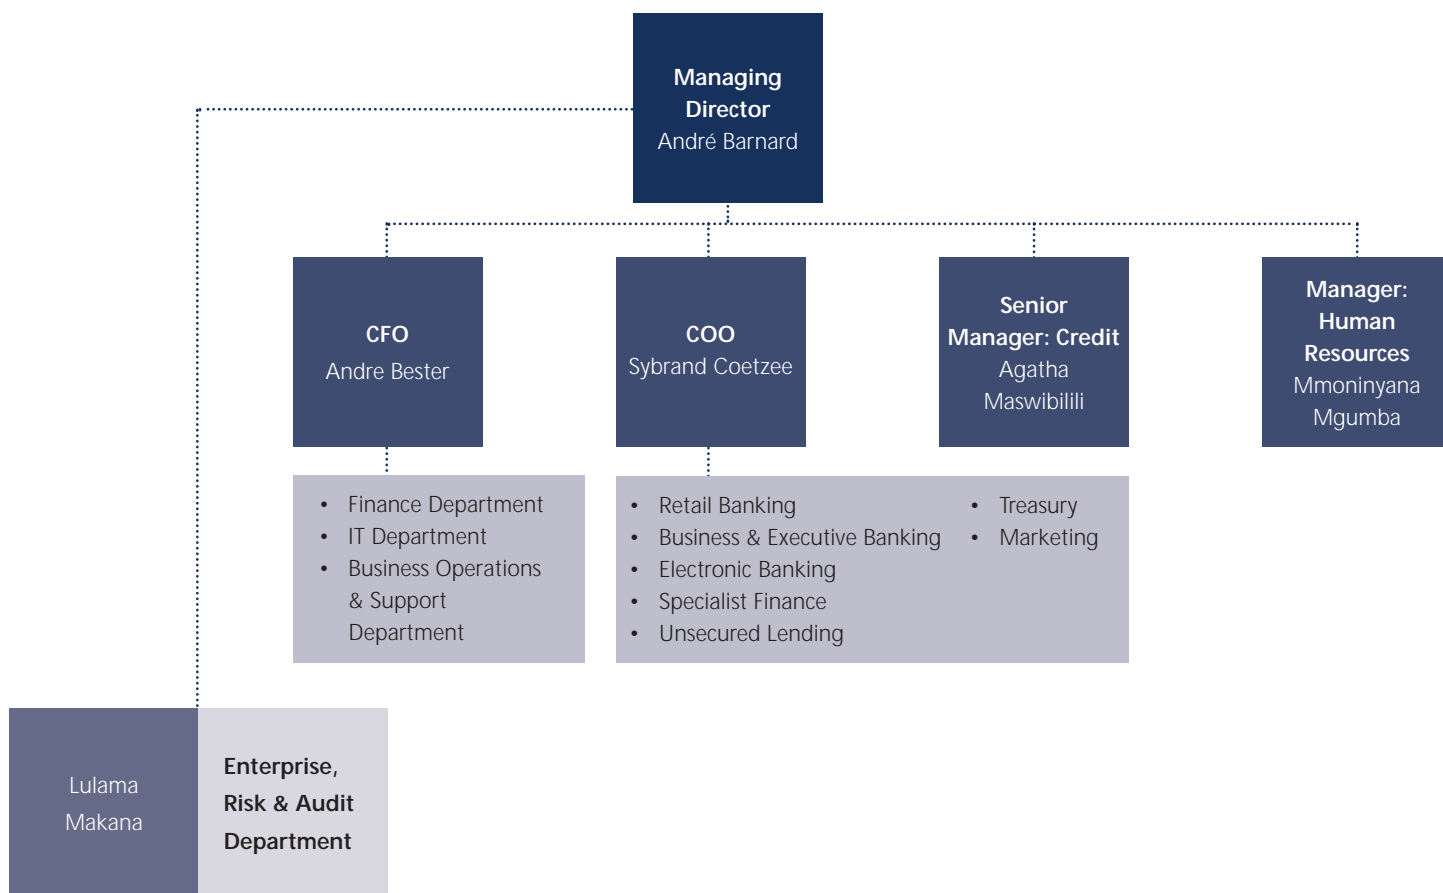 Managing
Director
André Barnard
CFO
Andre Bester
COO
Sybrand Coetzee
Senior
Manager: Credit
Agatha
Maswibilili
Manager:
Human
Resources
Mmoninyana
Mgumba
• Finance Department
• IT Department
• Business Operations
& Support
Department
• Retail Banking
• Business & Executive Banking
• Electronic Banking
• Specialist Finance
• Unsecured Lending
• Treasury
• Marketing
Lulama
Makana
Enterprise,
Risk & Audit
Department